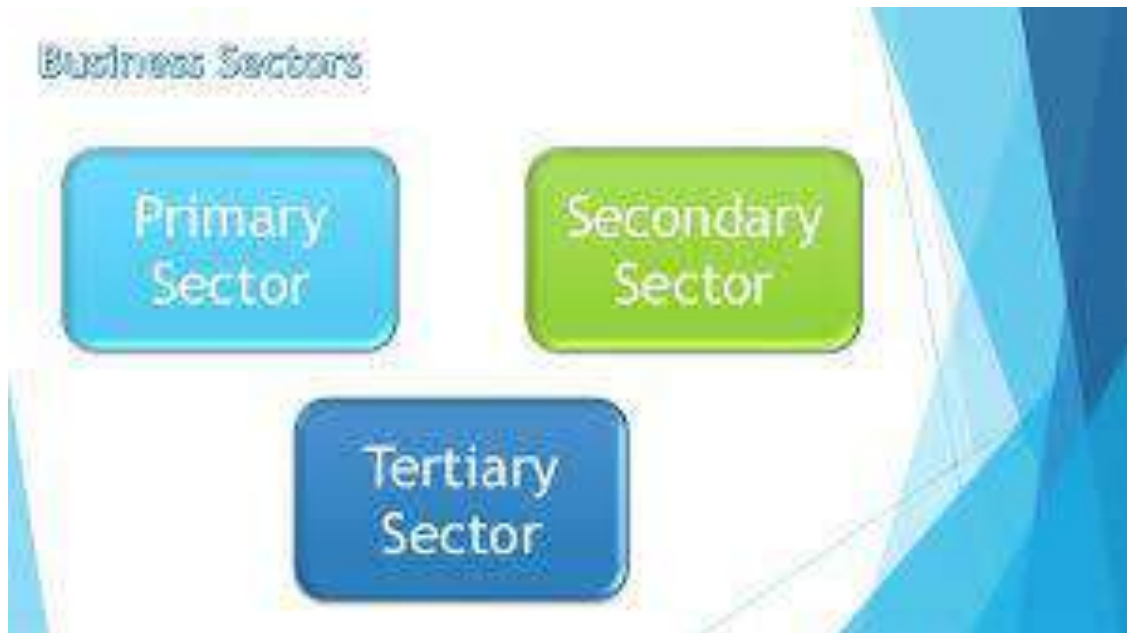 Business Sectors
Primary
Sector
Secondary
Sector
Tertiary
Sector